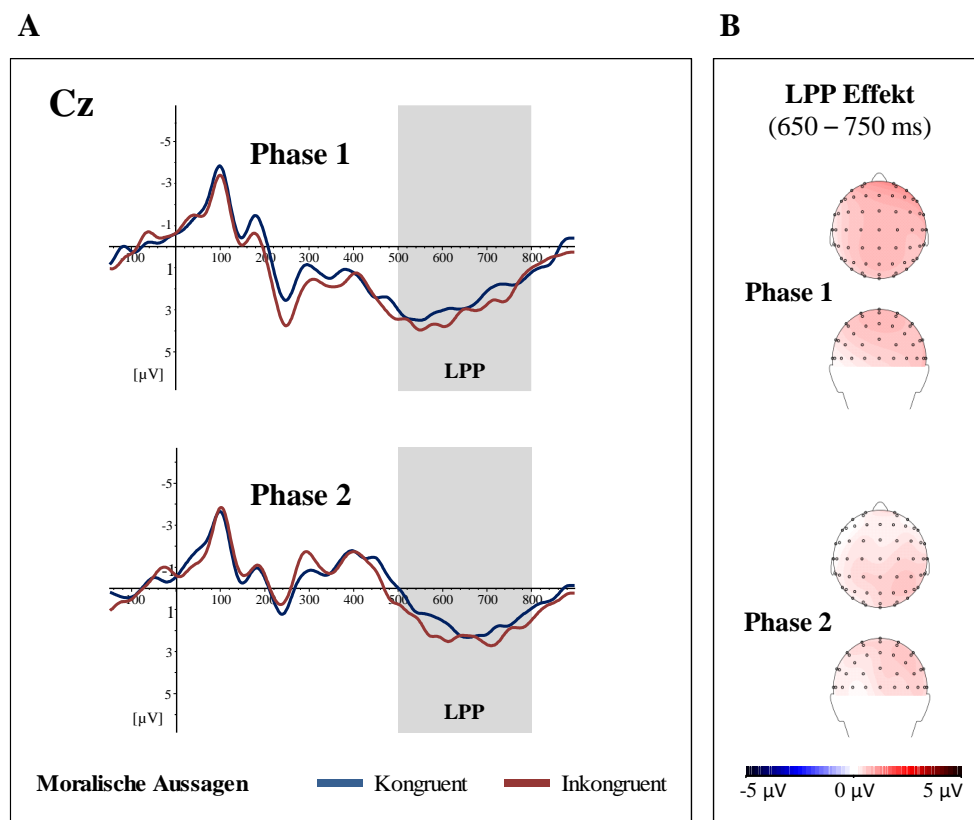 A
B
Cz
Phase 1
-5
-3
-1
-100
100
200
300
400
500
600
700
800
1
3
5
[µV]
LPP
Phase 2
-5
-3
-1
-100
100
200
300
400
500
600
700
800
1
3
5
[µV]
LPP
Moralische Aussagen
Kongruent
Inkongruent
LPP Effekt
(650 – 750 ms)
Phase 1
Phase 2
-5 µV
0 µV
5 µV